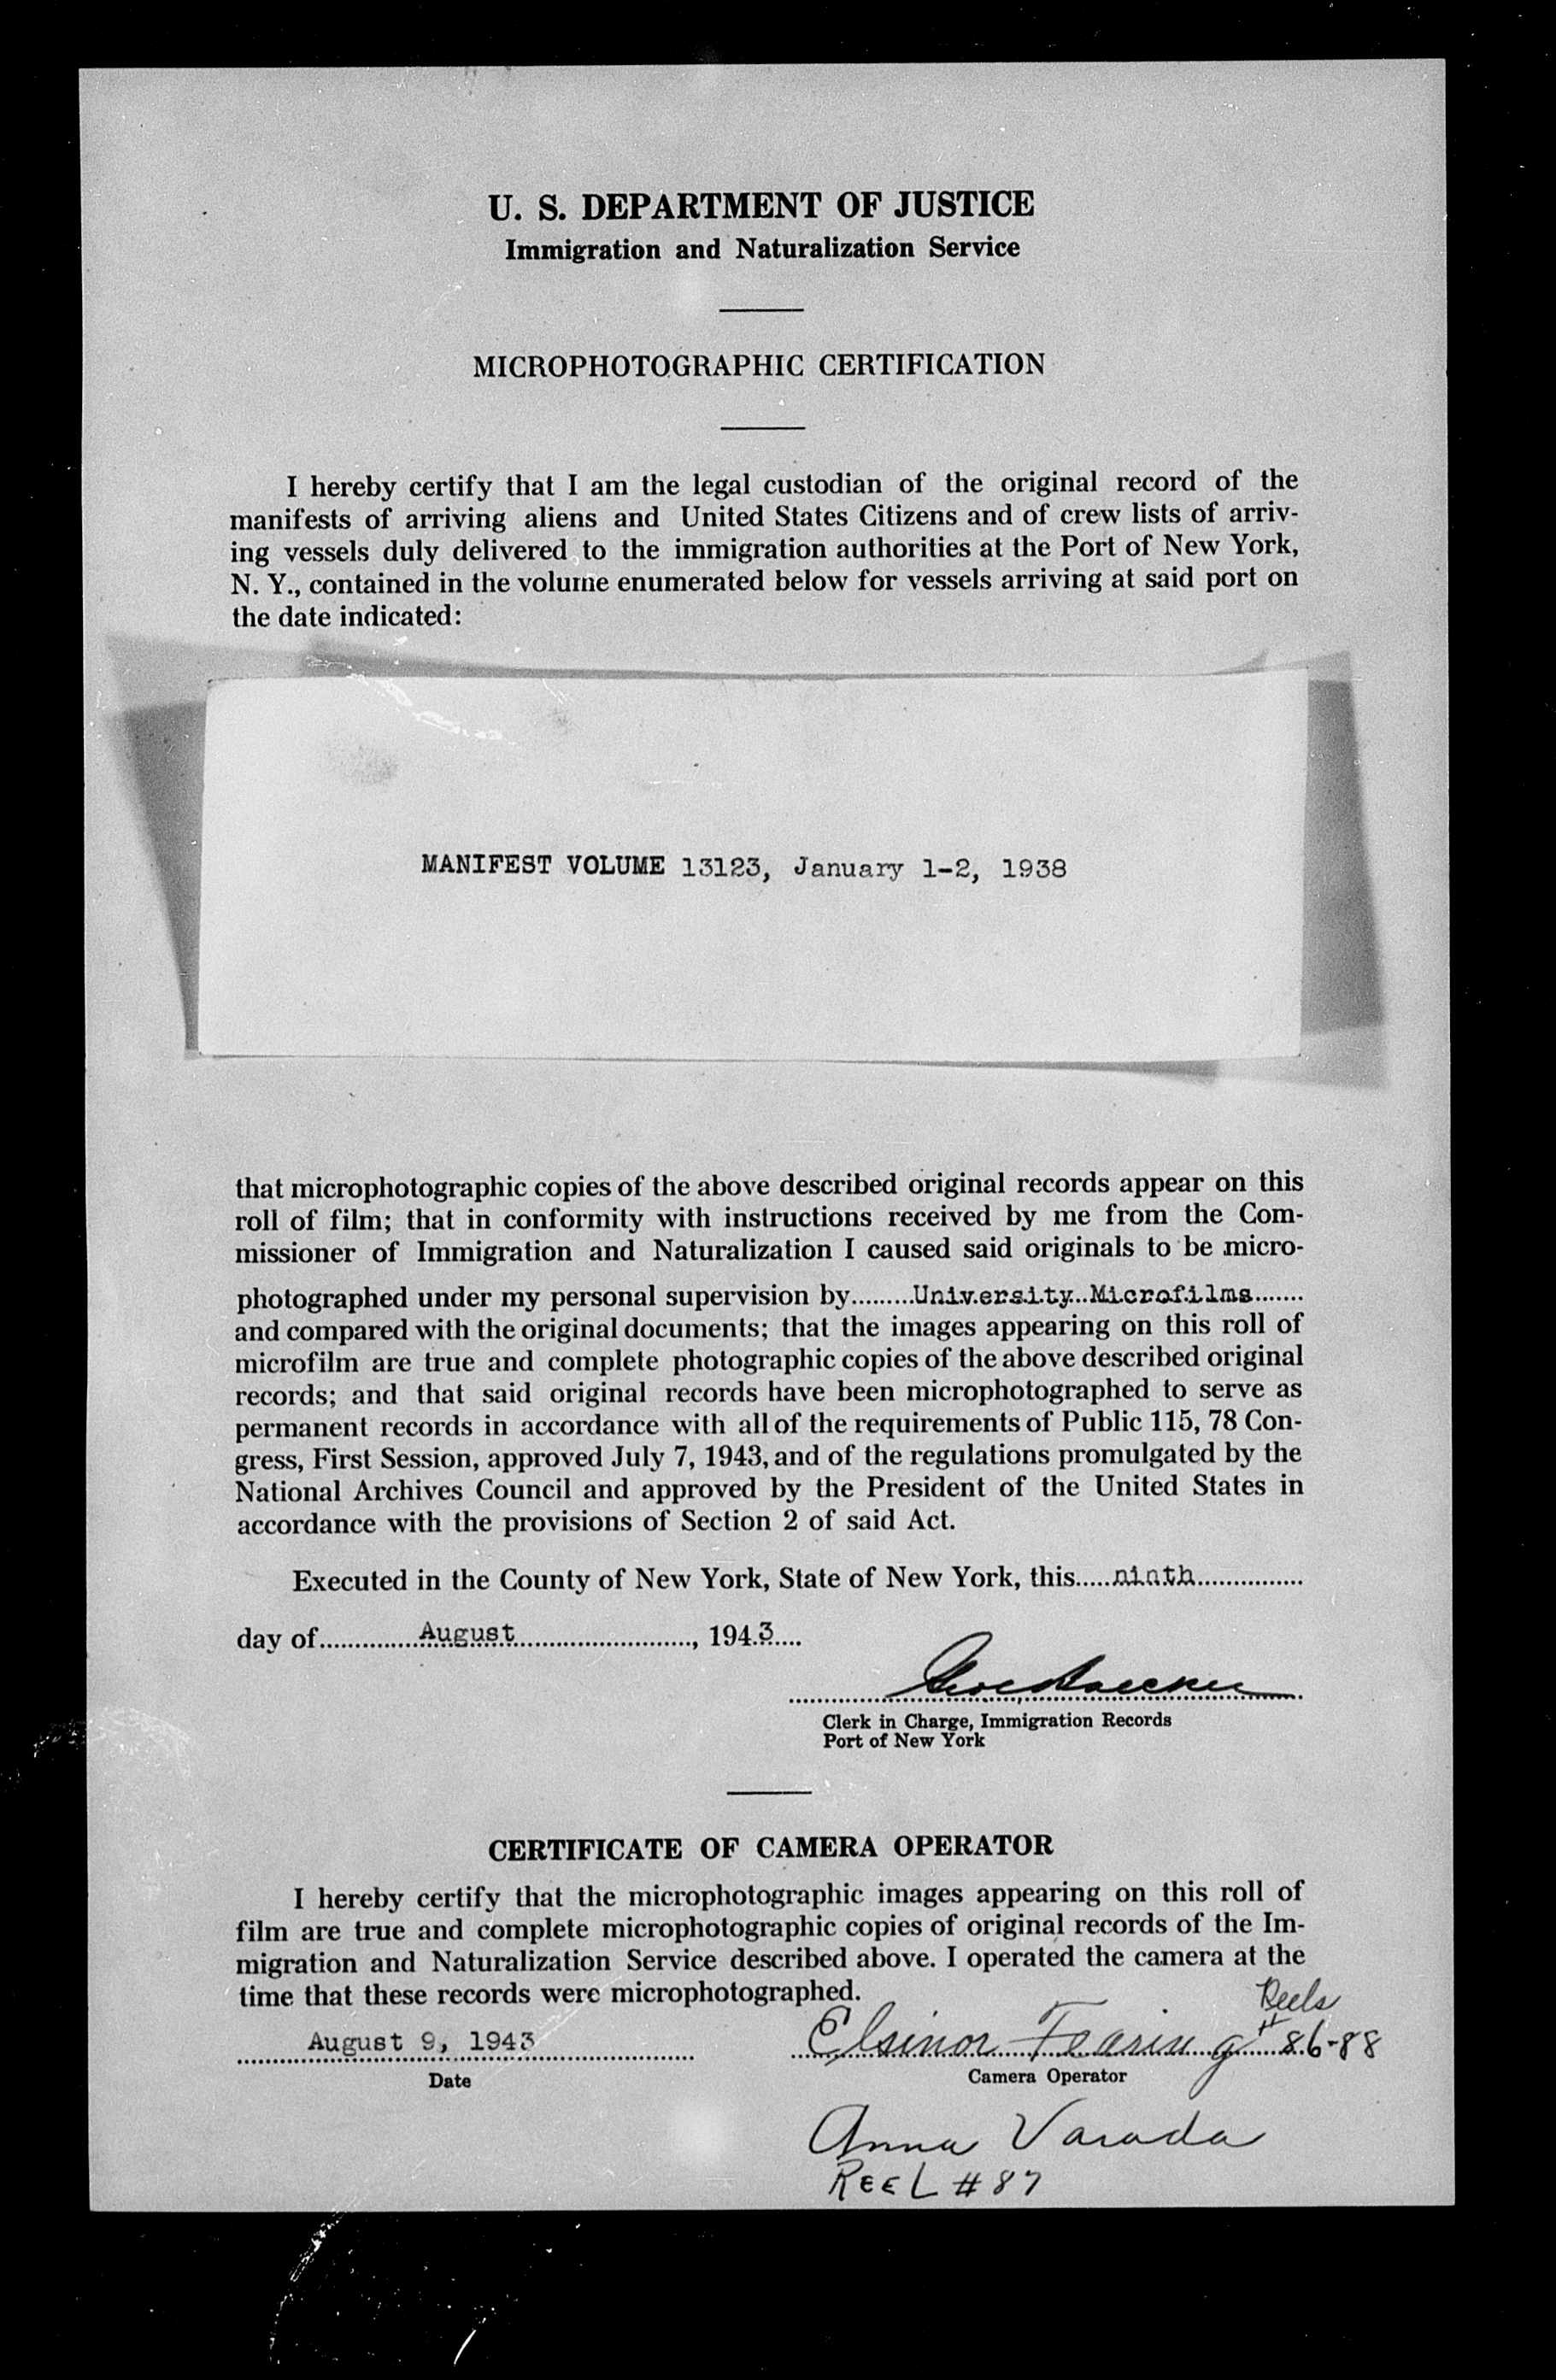 U. S. DEPARTMENT OF JUSTICE
Immigration and Naturalization Service
MICROPHOTOGRAPHIC CERTIFICATION
I hereby certify that I am the legal custodian of the original record of the
manifests of arriving aliens and United States Citizens and of crew lists of arriv-
ing vessels duly delivered to the immigration authorities at the Port of New York,
N. Y., contained in the volume enumerated below for vessels arriving at said port on
the date indicated:
MANIFEST VOLUME 13123, January 1-2, 1938
that microphotographic copies of the above described original records appear on this
roll of film; that in conformity with instructions received by me from the Com-
missioner of Immigration and Naturalization I caused said originals to be micro-
photographed under my personal supervision by University Microfilms
and compared with the original documents; that the images appearing on this roll of
microfilm are true and complete photographic copies of the above described original
records; and that said original records have been microphotographed to serve as
permanent records in accordance with all of the requirements of Public 115, 78 Con-
gress, First Session, approved July 7, 1943, and of the regulations promulgated by the
National Archives Council and approved by the President of the United States in
accordance with the provisions of Section 2 of said Act.
Executed in the County of New York, State of New York, this ninth
day of August, 1943
Clerk in Charge, Immigration Records
Port of New York
CERTIFICATE OF CAMERA OPERATOR
I hereby certify that the microphotographic images appearing on this roll of
film are true and complete microphotographic copies of original records of the Im-
migration and Naturalization Service described above. I operated the camera at the
time that these records were microphotographed.
Reels
August 9, 1943 Elsinor Fearing # 86-88
Date Camera Operator
Anna Varada
REEL # 87